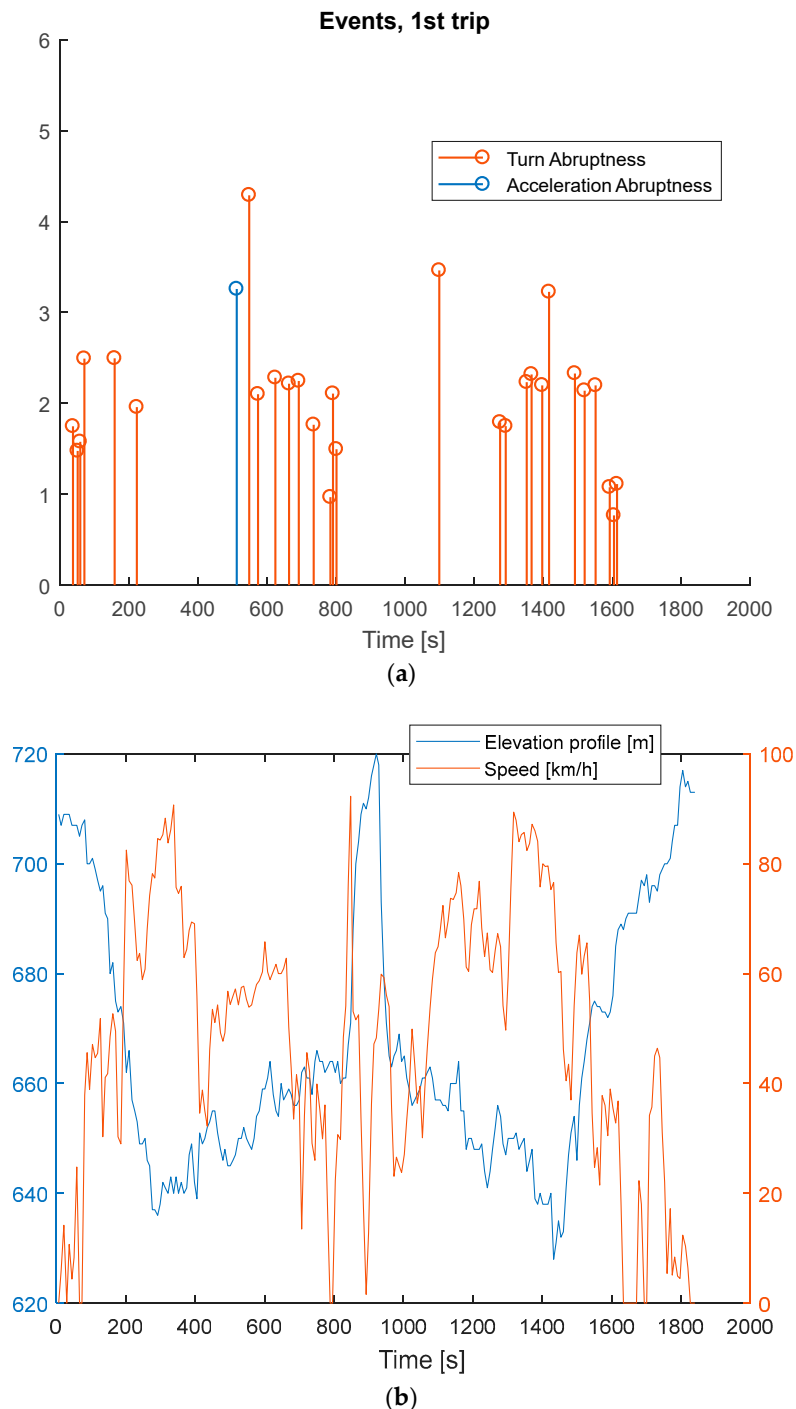 Events, 1st trip
6
5
4
3
2
1
0
Turn Abruptness
Acceleration Abruptness
0 200 400 600 800 1000 1200 1400 1600 1800 2000
Time [s]
(a)
Elevation profile [m]
Speed [km/h]
720 100
700 80
680 60
660 40
640 20
620 0
0 200 400 600 800 1000 1200 1400 1600 1800 2000
Time [s]
(b)